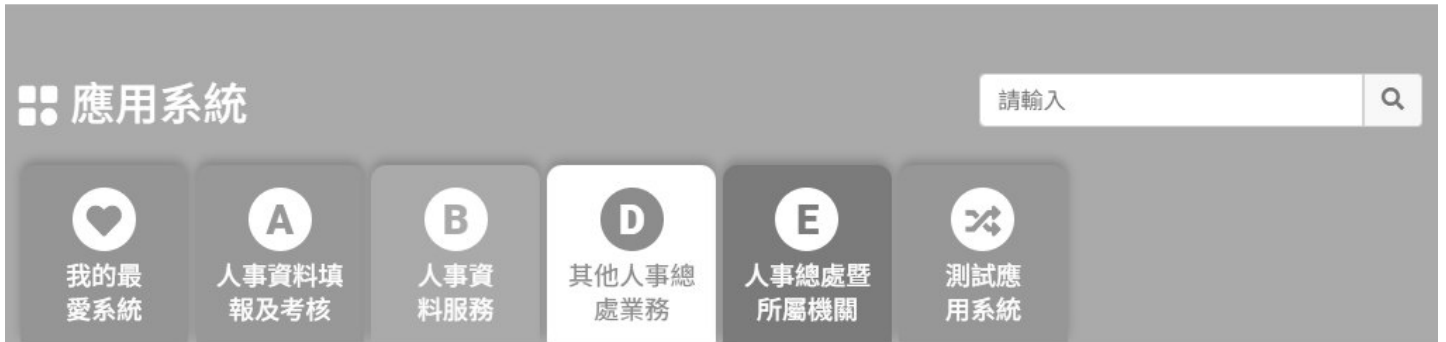 應用系統
請輸入
我的最
愛系統
A
人事資料填
報及考核
B
人事資
料服務
D
其他人事總
處業務
E
人事總處暨
所屬機關
測試應
用系統